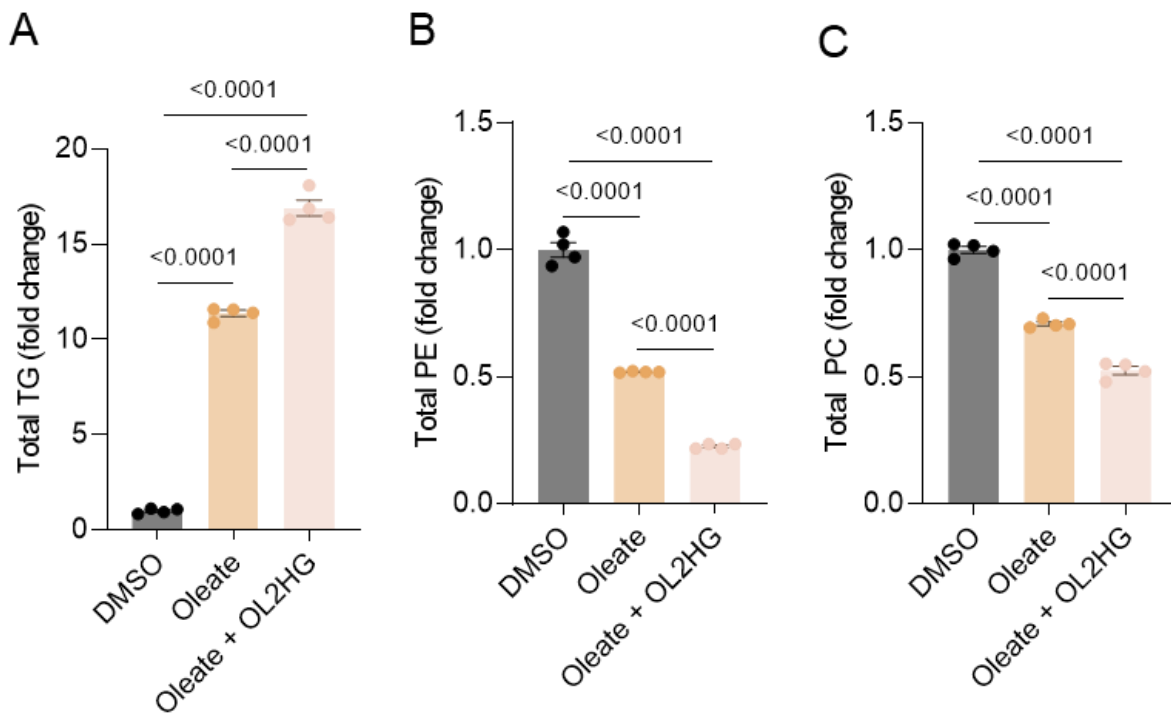 A
Total TG (fold change)
20
15
10
5
0
<0.0001
<0.0001
<0.0001
DMSO
Oleate
Oleate + OL2HG
B
Total PE (fold change)
1.5
1.0
0.5
0.0
<0.0001
<0.0001
<0.0001
DMSO
Oleate
Oleate + OL2HG
C
Total PC (fold change)
1.5
1.0
0.5
0.0
<0.0001
<0.0001
<0.0001
DMSO
Oleate
Oleate + OL2HG